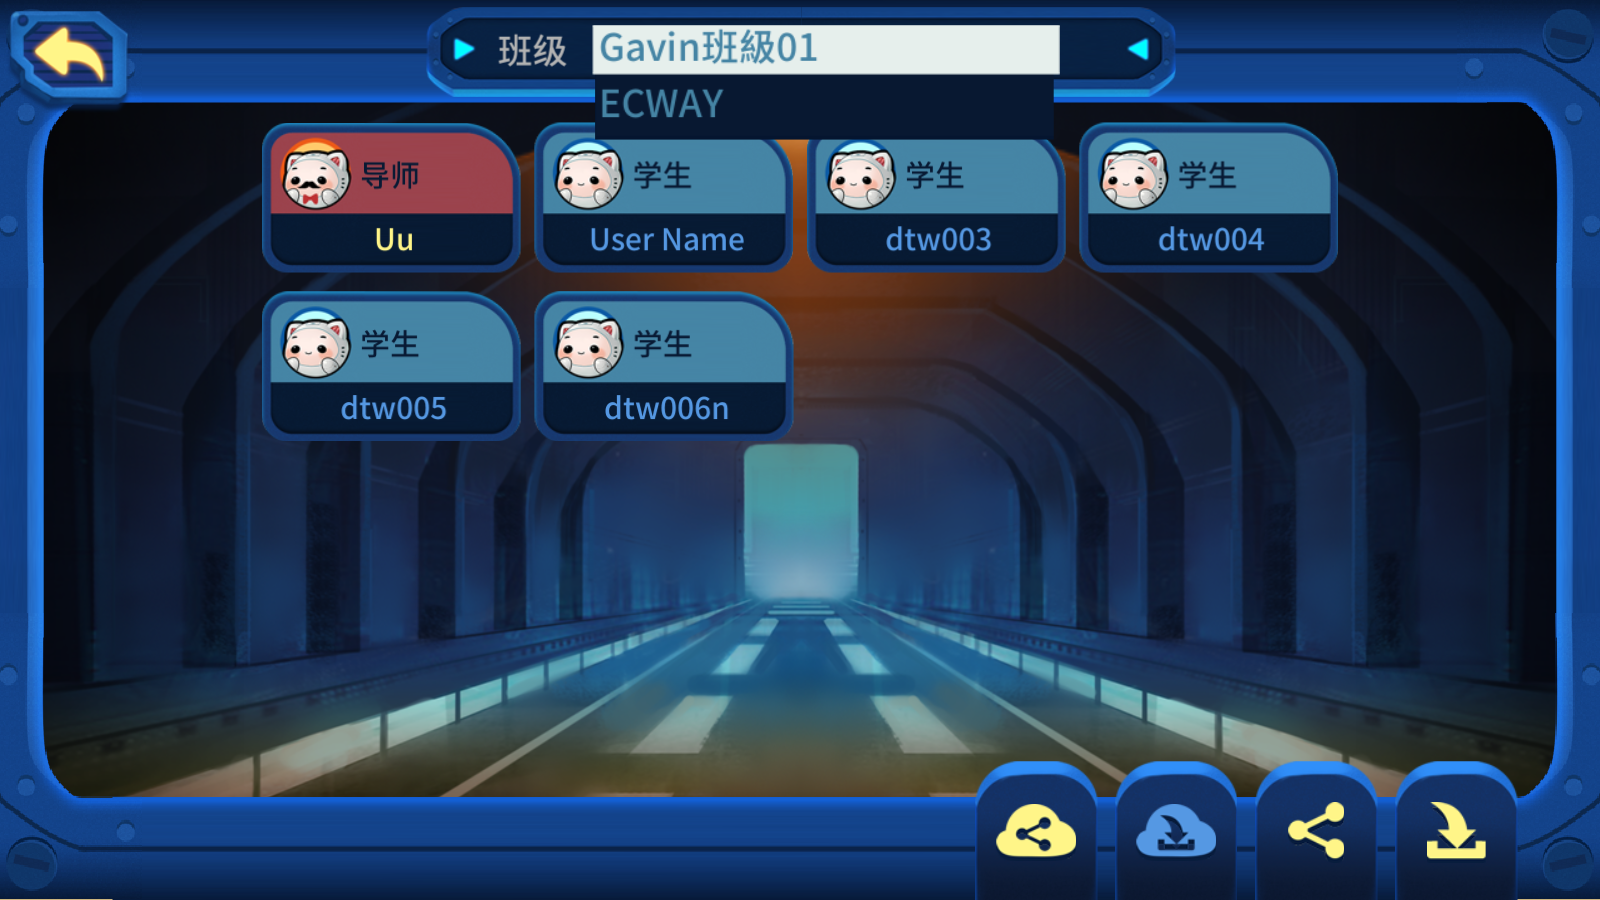 班级 Gavin班級01
ECWAY
导师
Uu
学生
User Name
学生
dtw003
学生
dtw004
学生
dtw005
学生
dtw006n